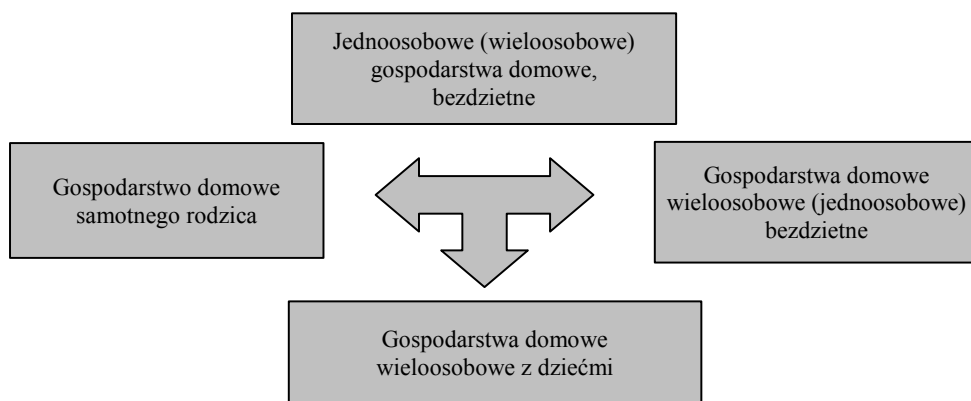 Jednoosobowe (wieloosobowe)
gospodarstwa domowe,
bezdzietne
Gospodarstwo domowe
samotnego rodzica
Gospodarstwa domowe
wieloosobowe (jednoosobowe)
bezdzietne
Gospodarstwa domowe
wieloosobowe z dziećmi